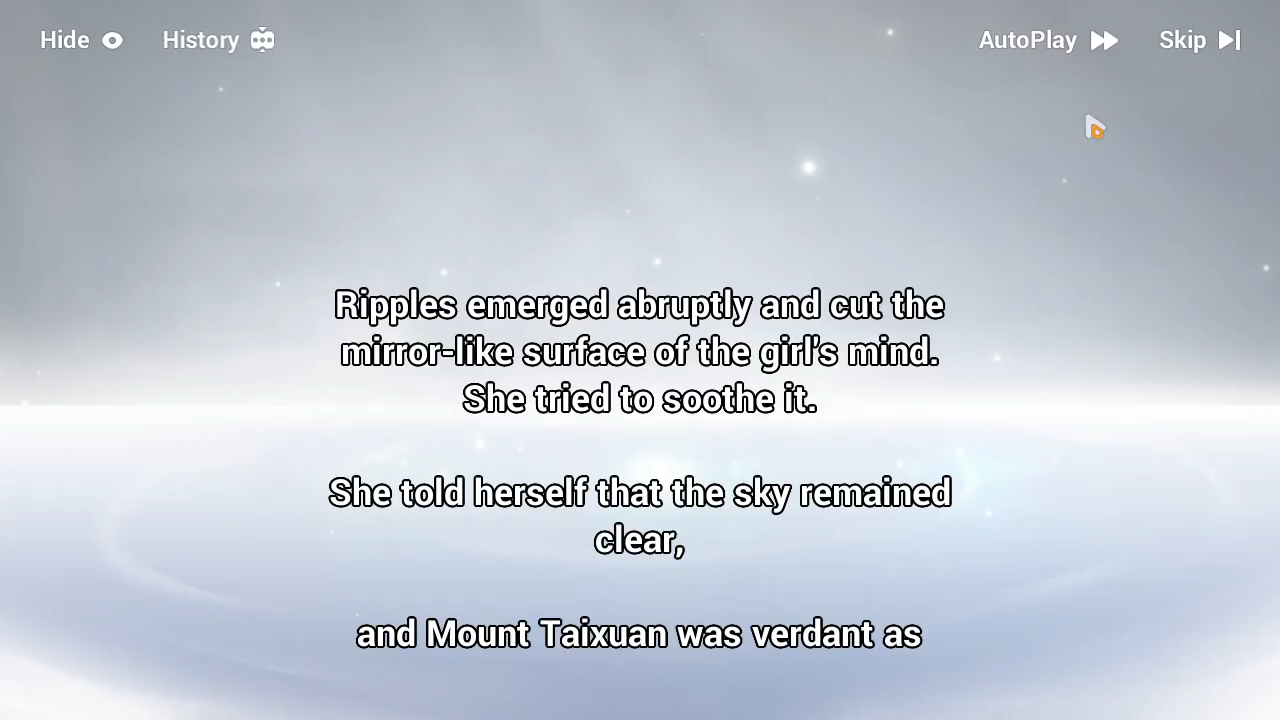 Hide
History
AutoPlay
Skip
Ripples emerged abruptly and cut the
mirror-like surface of the girl's mind.
She tried to soothe it.
She told herself that the sky remained
clear,
and Mount Taixuan was verdant as